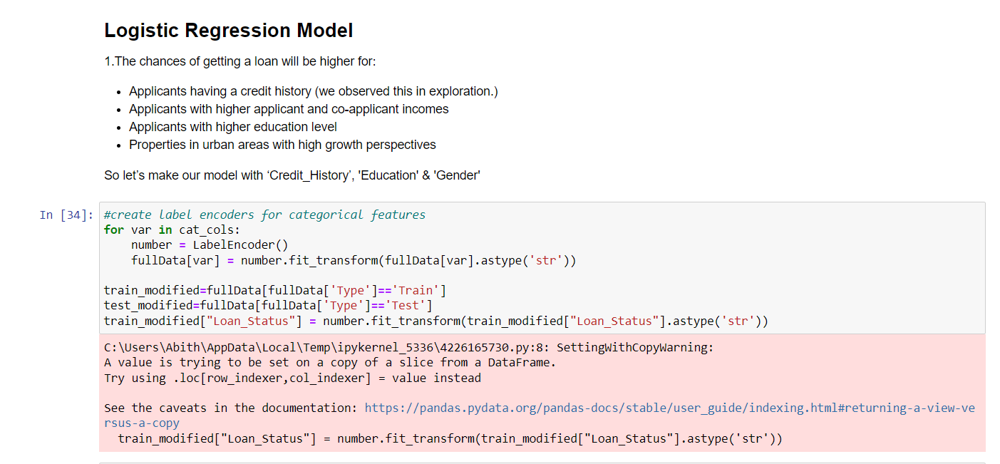 Logistic Regression Model
1.The chances of getting a loan will be higher for:
• Applicants having a credit history (we observed this in exploration.)
• Applicants with higher applicant and co-applicant incomes
• Applicants with higher education level
• Properties in urban areas with high growth perspectives
So let’s make our model with ‘Credit_History’, 'Education' & 'Gender'
In [34]: #create label encoders for categorical features
for var in cat_cols:
    number = LabelEncoder()
    fullData[var] = number.fit_transform(fullData[var].astype('str'))
train_modified=fullData[fullData['Type']=='Train']
test_modified=fullData[fullData['Type']=='Test']
train_modified["Loan_Status"] = number.fit_transform(train_modified["Loan_Status"].astype('str'))
C:\Users\Abith\AppData\Local\Temp\ipykernel_5336\4226165730.py:8: SettingWithCopyWarning:
A value is trying to be set on a copy of a slice from a DataFrame.
Try using .loc[row_indexer,col_indexer] = value instead
See the caveats in the documentation: https://pandas.pydata.org/pandas-docs/stable/user_guide/indexing.html#returning-a-view-ve
rsus-a-copy
  train_modified["Loan_Status"] = number.fit_transform(train_modified["Loan_Status"].astype('str'))